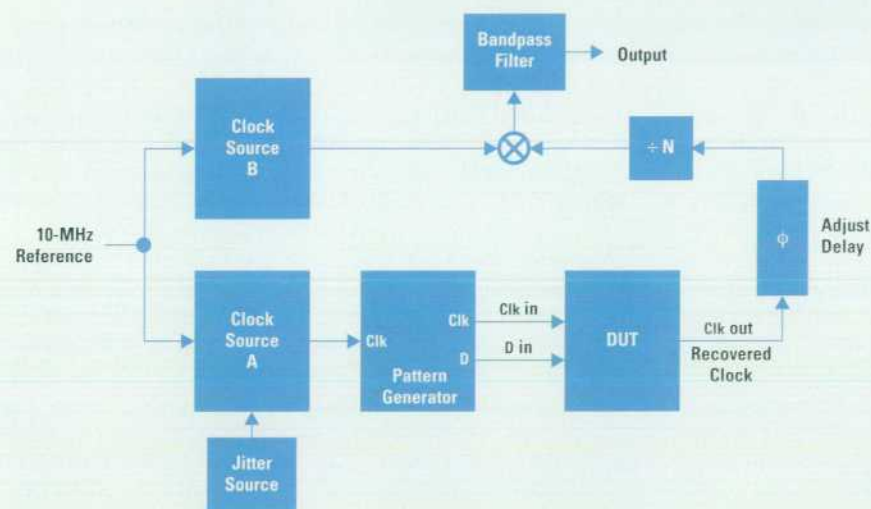 Bandpass
Filter
Output
Clock
Source
B
÷ N
10-MHz
Reference
ϕ
Adjust
Delay
Clock
Source
A
Clk
Clk
D
Pattern
Generator
Clk in
D in
DUT
Clk out
Recovered
Clock
Jitter
Source